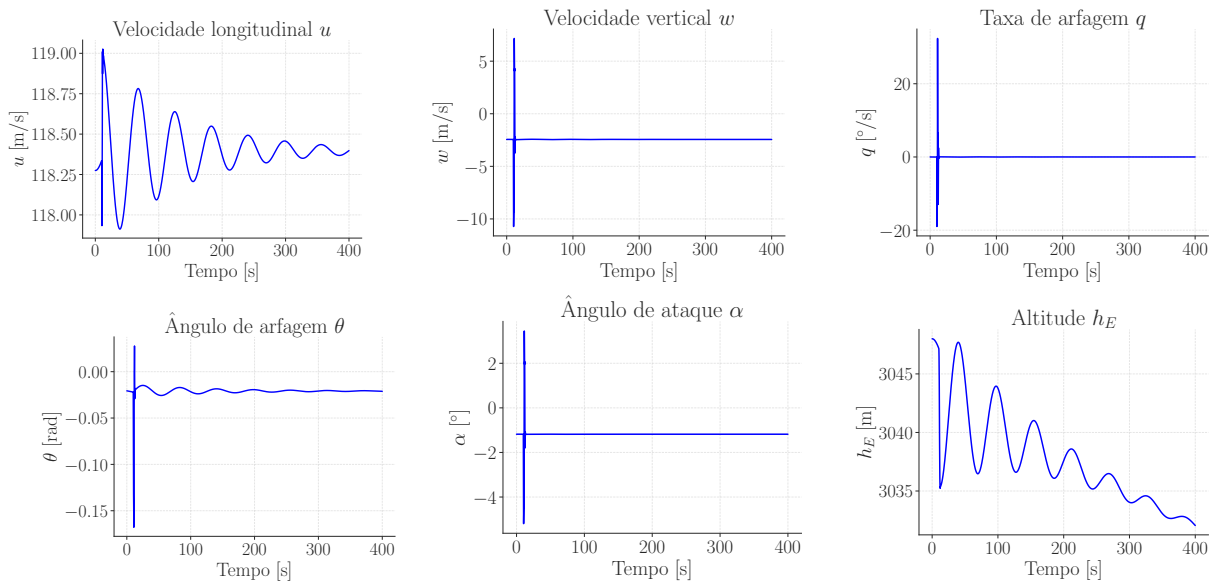 Velocidade longitudinal u
119.00
118.75
118.50
118.25
118.00
u [m/s]
0 100 200 300 400
Tempo [s]
Velocidade vertical w
5
0
−5
−10
w [m/s]
0 100 200 300 400
Tempo [s]
Taxa de arfagem q
20
0
−20
q [°/s]
0 100 200 300 400
Tempo [s]
Ângulo de arfagem θ
0.00
−0.05
−0.10
−0.15
θ [rad]
0 100 200 300 400
Tempo [s]
Ângulo de ataque α
2
0
−2
−4
α [°]
0 100 200 300 400
Tempo [s]
Altitude h_E
3045
3040
3035
h_E [m]
0 100 200 300 400
Tempo [s]